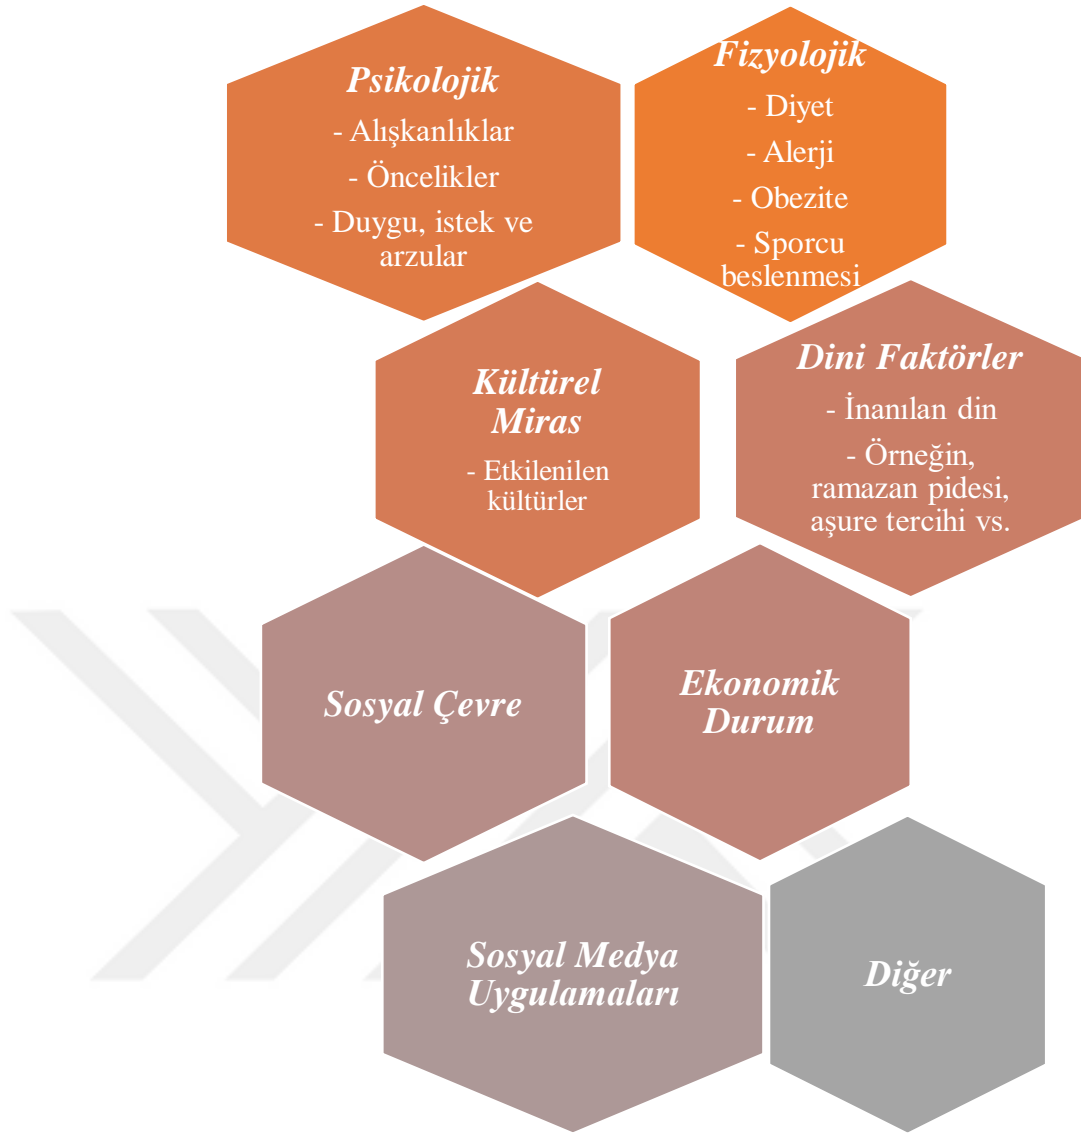 Psikolojik
- Alışkanlıklar
- Öncelikler
- Duygu, istek ve
arzular
Fizyolojik
- Diyet
- Alerji
- Obezite
- Sporcu
beslenmesi
Kültürel
Miras
- Etkilenilen
kültürler
Dini Faktörler
- İnanılan din
- Örneğin,
ramazan pidesi,
aşure tercihi vs.
Sosyal Çevre
Ekonomik
Durum
Sosyal Medya
Uygulamaları
Diğer